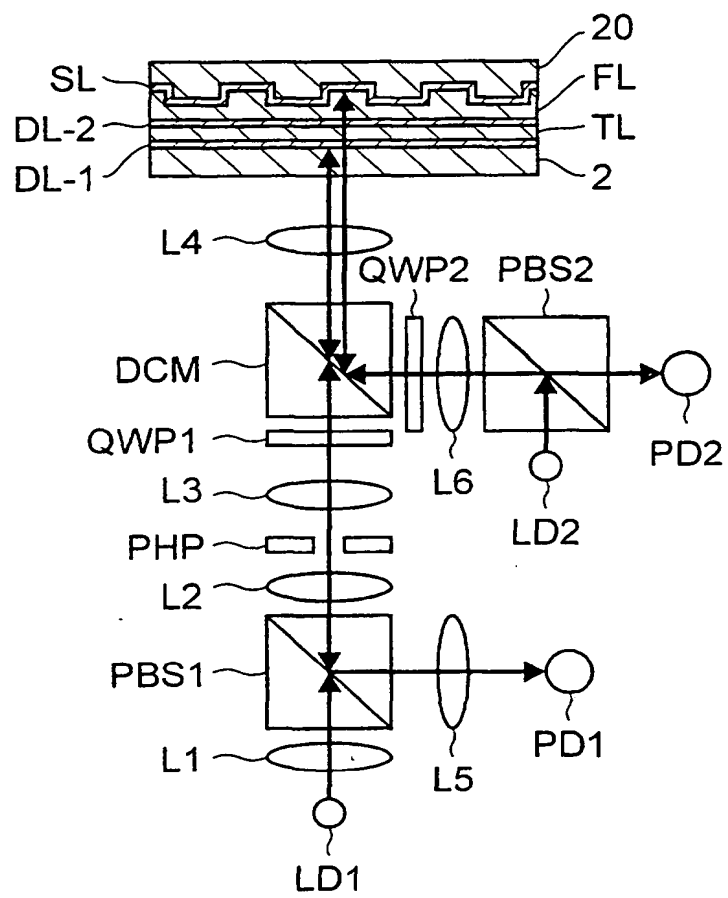 20
SL
FL
DL-2
TL
DL-1
2
L4
QWP2
PBS2
DCM
QWP1
L6
PD2
L3
LD2
PHP
L2
PBS1
L1
L5
PD1
LD1